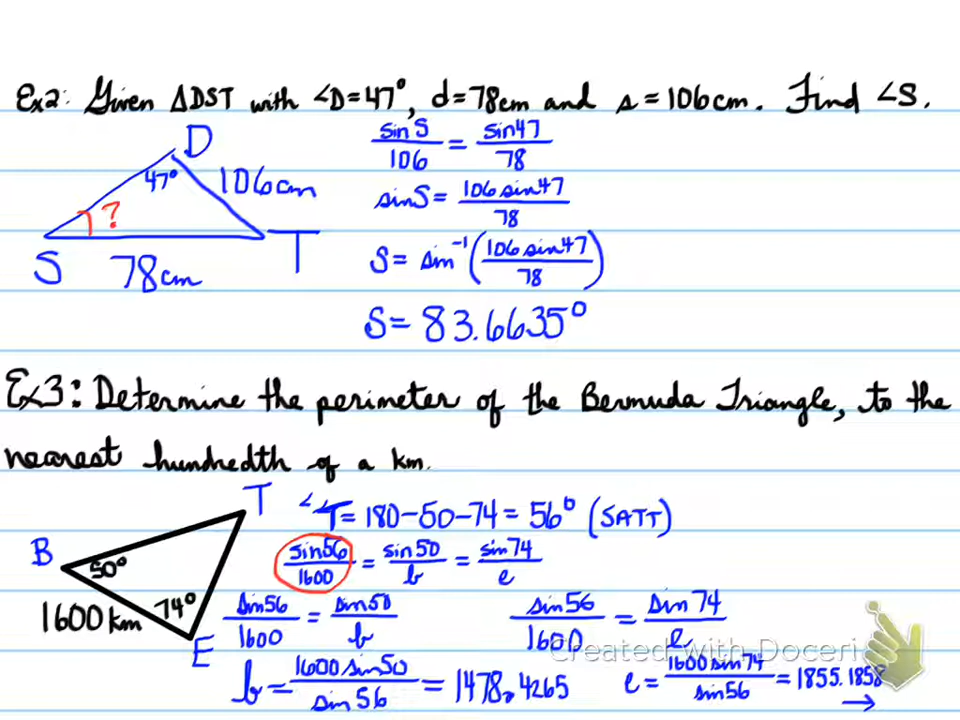 Ex2: Given ΔDST with ∠D=47°, d=78cm and s=106cm. Find ∠S.
D
47°
106cm
?
S
78cm
T
sinS/106 = sin47/78
sinS = 106sin47/78
S = sin⁻¹(106sin47/78)
S = 83.6635°
Ex3: Determine the perimeter of the Bermuda Triangle, to the
nearest hundredth of a km.
T
B
50°
1600 km
74°
E
∠T = 180-50-74 = 56° (SATT)
sin56/1600 = sin50/b = sin74/e
sin56/1600 = sin50/b
b = 1600sin50/sin56 = 1478.4265
sin56/1600 = sin74/e
e = 1600sin74/sin56 = 1855.1858
→
Created with Doceri